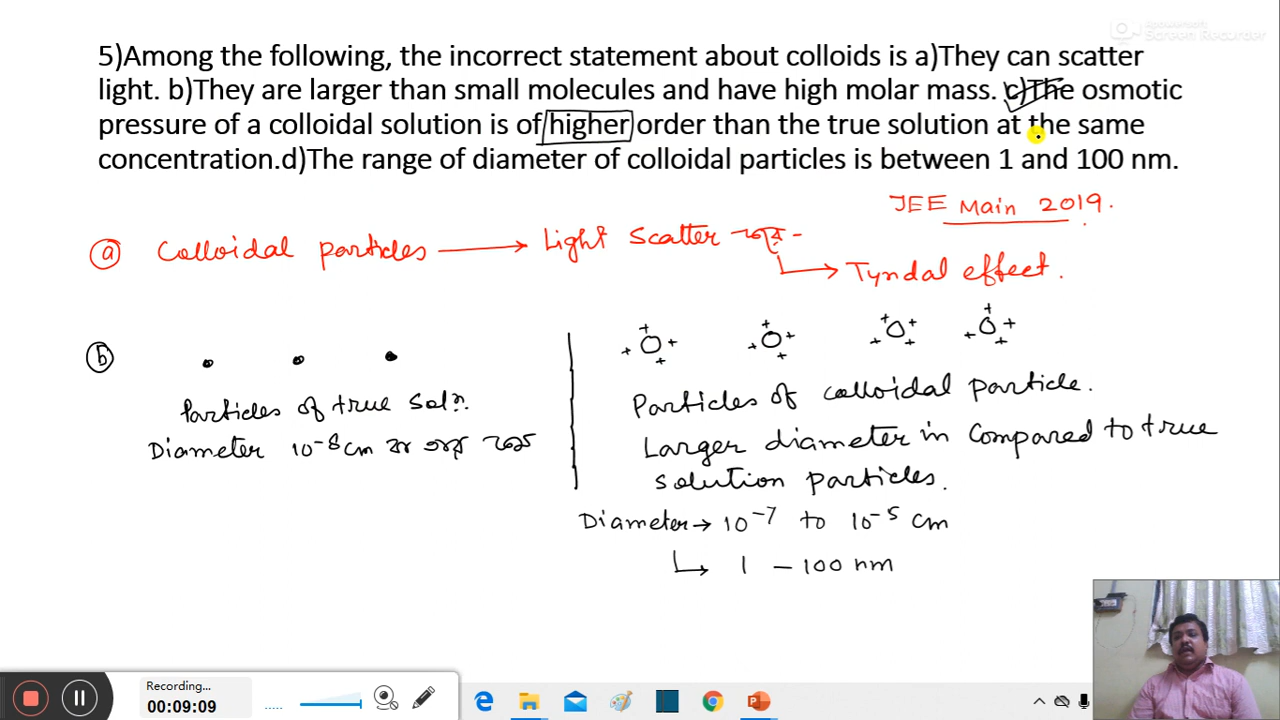 Apowersoft
Screen Recorder
5)Among the following, the incorrect statement about colloids is a)They can scatter
light. b)They are larger than small molecules and have high molar mass. c)The osmotic
pressure of a colloidal solution is of higher order than the true solution at the same
concentration.d)The range of diameter of colloidal particles is between 1 and 100 nm.
JEE Main 2019.
(a) Colloidal particles → Light scatter
→ Tyndal effect.
(b)
Particles of true Soln.
Diameter 10⁻⁸cm বা তার
Particles of colloidal particle.
Larger diameter in compared to true
solution particles.
Diameter → 10⁻⁷ to 10⁻⁵ cm
→ 1 – 100 nm
Recording...
00:09:09